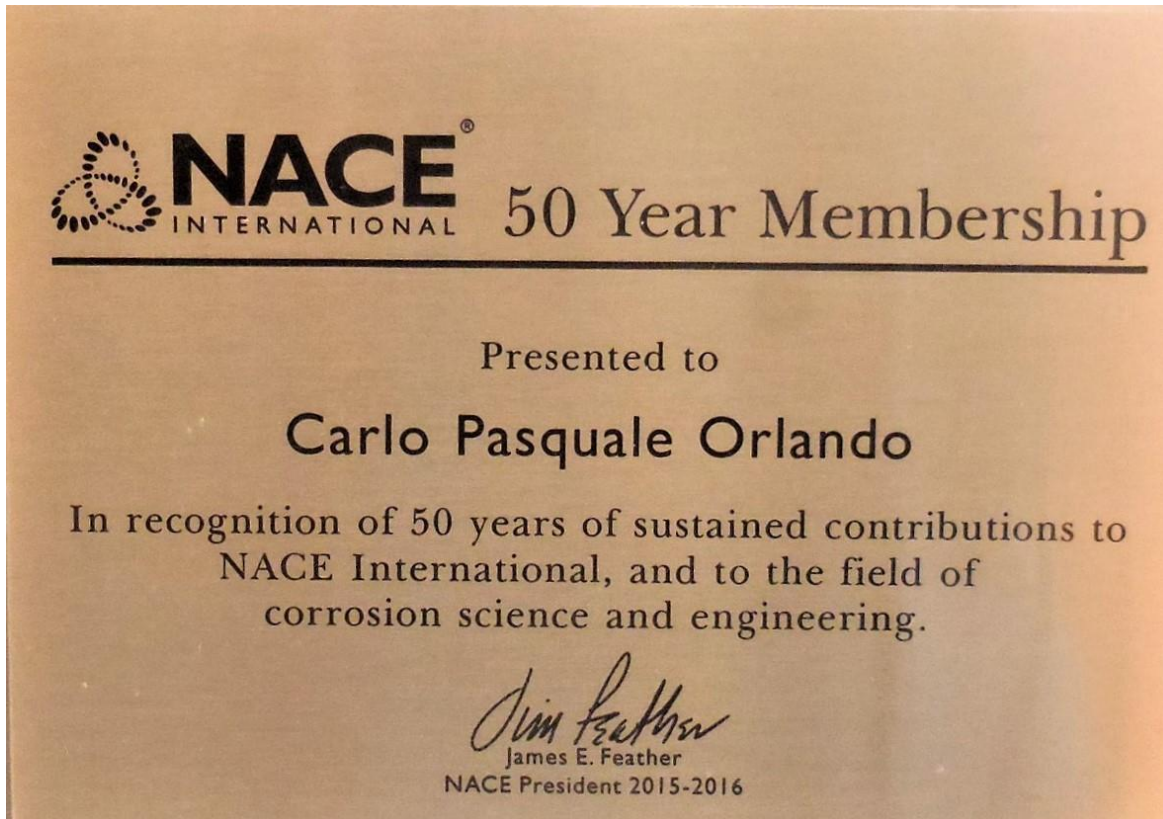 NACE®
INTERNATIONAL
50 Year Membership
Presented to
Carlo Pasquale Orlando
In recognition of 50 years of sustained contributions to
NACE International, and to the field of
corrosion science and engineering.
Jim Feather
James E. Feather
NACE President 2015-2016